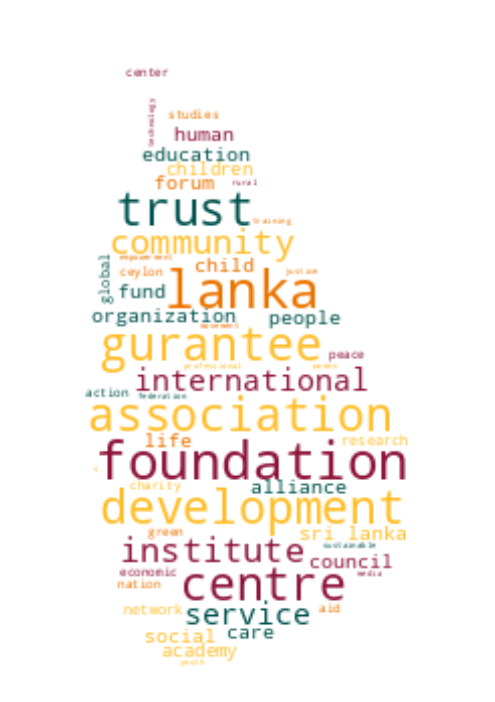 center
technology
studies
human
education
children
forum rural
trust training
community
empowerment
child
global ceylon justice
fund lanka
organization people
movement
gurantee peace
professional women
international
action federation
association
life research
foundation
charity alliance
development
green sri lanka
institute sustainable
council
economic media
nation centre
network service aid
social care
academy
youth